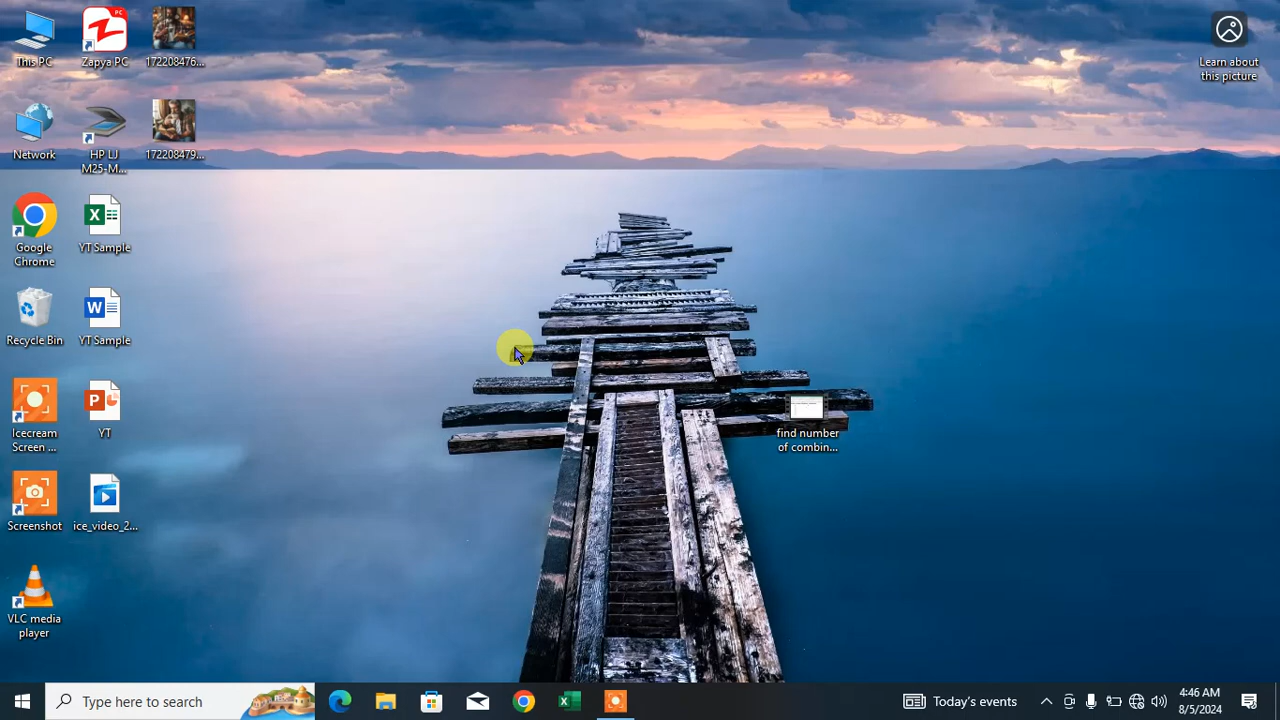 This PC
PC
Zapya PC
172208476...
Learn about
this picture
Network
HP LJ
M25-M...
172208479...
Google
Chrome
X
YT Sample
Recycle Bin
W
YT Sample
Icecream
Screen ...
P
YT
find number
of combin...
Screenshot
ice_video_2...
VLC media
player
Type here to search
Today's events
4:46 AM
8/5/2024